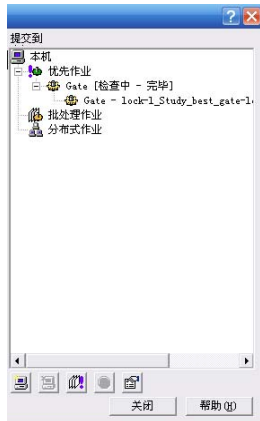 提交到
本机
优先作业
Gate [检查中 - 完毕]
Gate - lock-1_Study_best_gate-1
批处理作业
分布式作业
关闭
帮助(H)